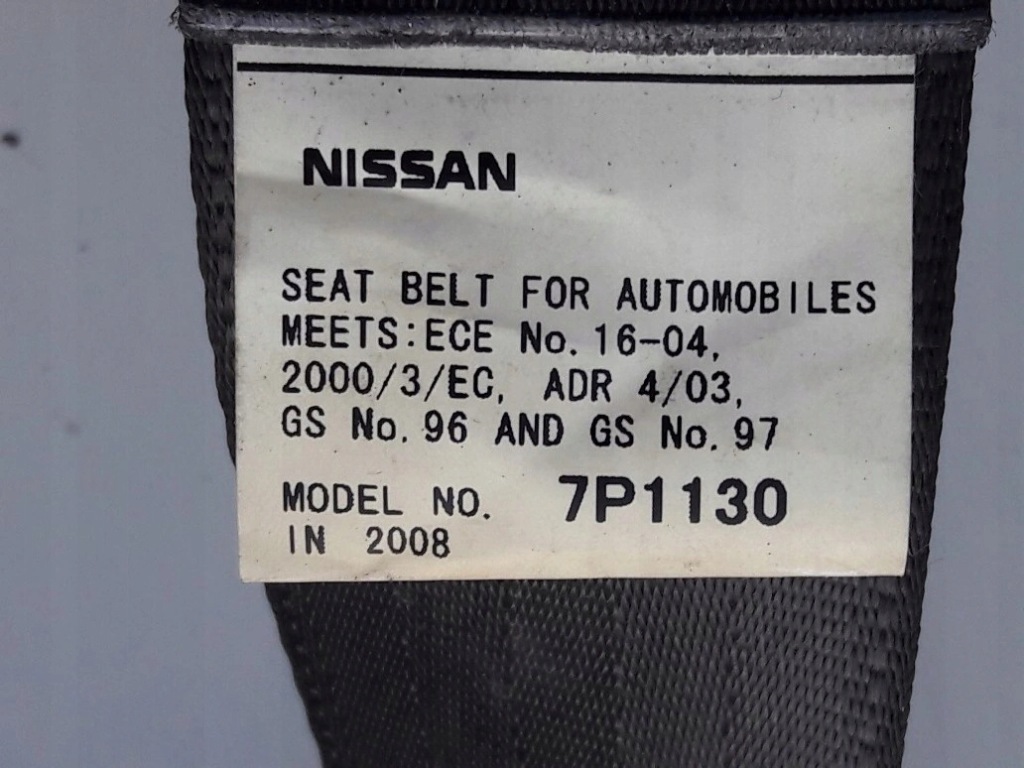 NISSAN
SEAT BELT FOR AUTOMOBILES
MEETS:ECE No. 16-04,
2000/3/EC, ADR 4/03,
GS No. 96 AND GS No. 97
MODEL NO. 7P1130
IN 2008